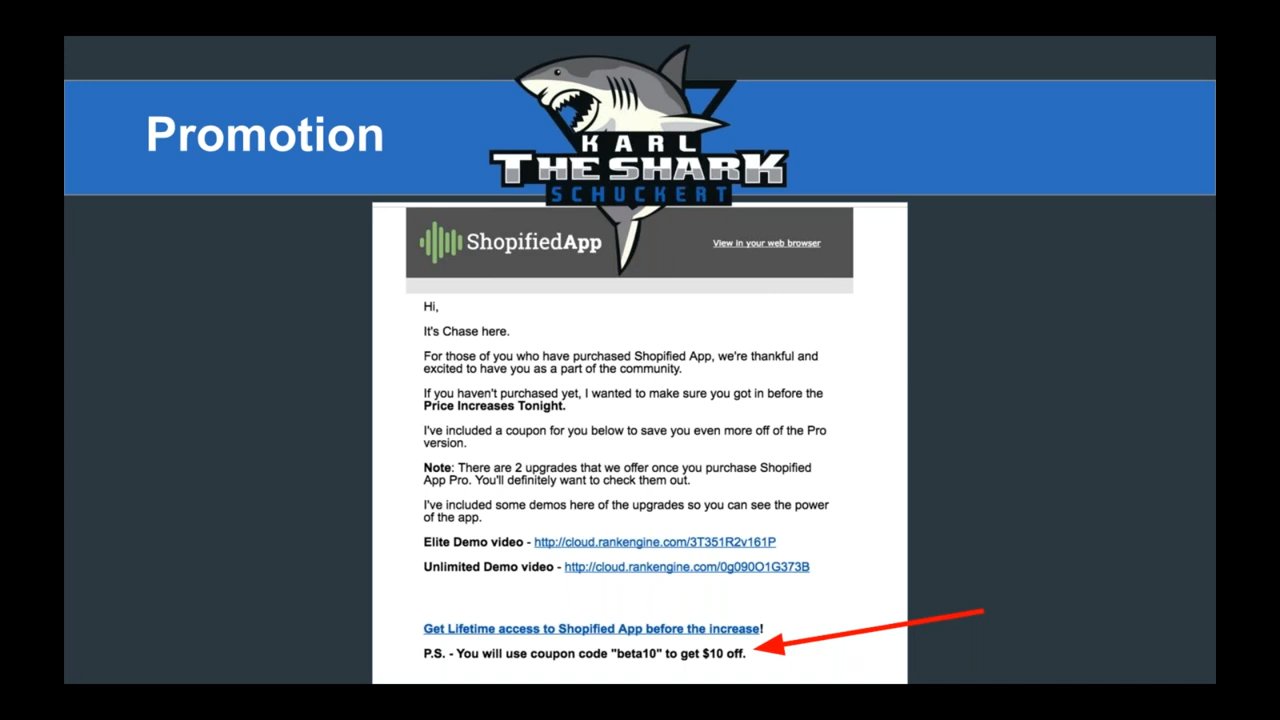 Promotion
KARL
THE SHARK
SCHUCKERT
ShopifiedApp
View in your web browser
Hi,
It's Chase here.
For those of you who have purchased Shopified App, we're thankful and
excited to have you as a part of the community.
If you haven't purchased yet, I wanted to make sure you got in before the
Price Increases Tonight.
I've included a coupon for you below to save you even more off of the Pro
version.
Note: There are 2 upgrades that we offer once you purchase Shopified
App Pro. You'll definitely want to check them out.
I've included some demos here of the upgrades so you can see the power
of the app.
Elite Demo video - http://cloud.rankengine.com/3T351R2v161P
Unlimited Demo video - http://cloud.rankengine.com/0g090O1G373B
Get Lifetime access to Shopified App before the increase!
P.S. - You will use coupon code "beta10" to get $10 off.